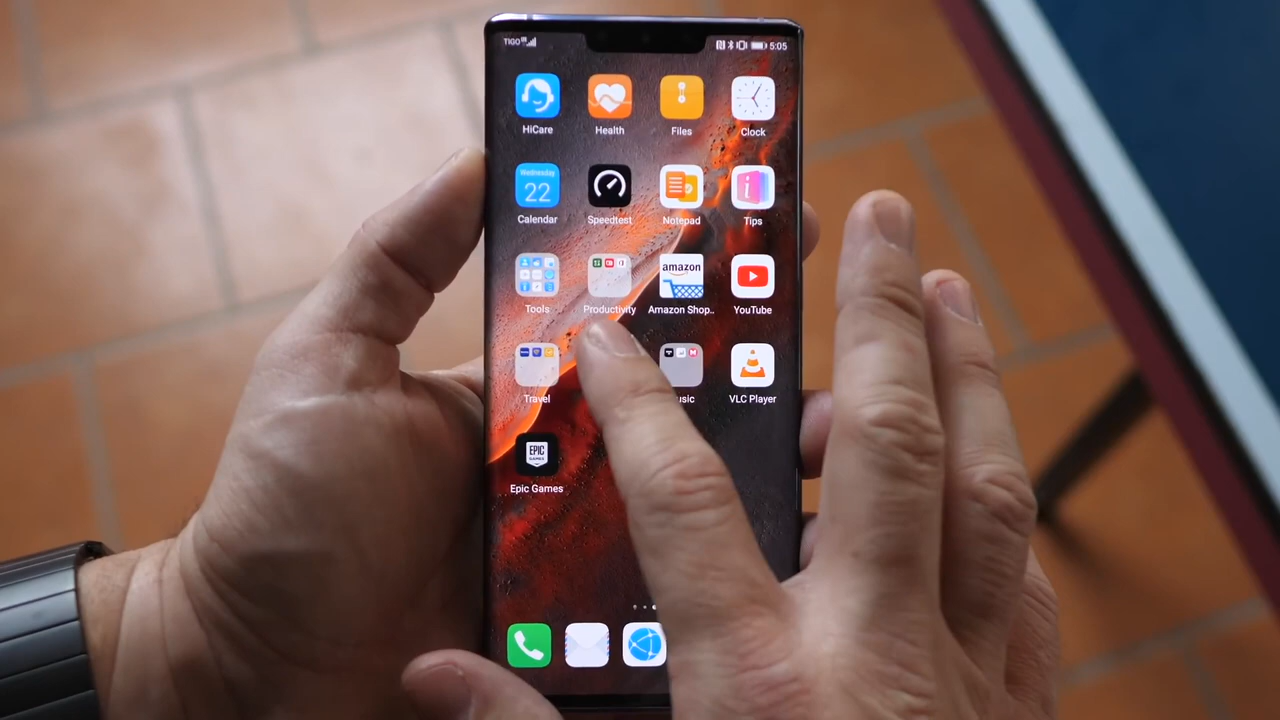 TIGO
5:05
HiCare
Health
Files
Clock
Wednesday
22
Calendar
Speedtest
Notepad
Tips
amazon
Tools
Productivity
Amazon Shop..
YouTube
Travel
usic
VLC Player
EPIC
GAMES
Epic Games